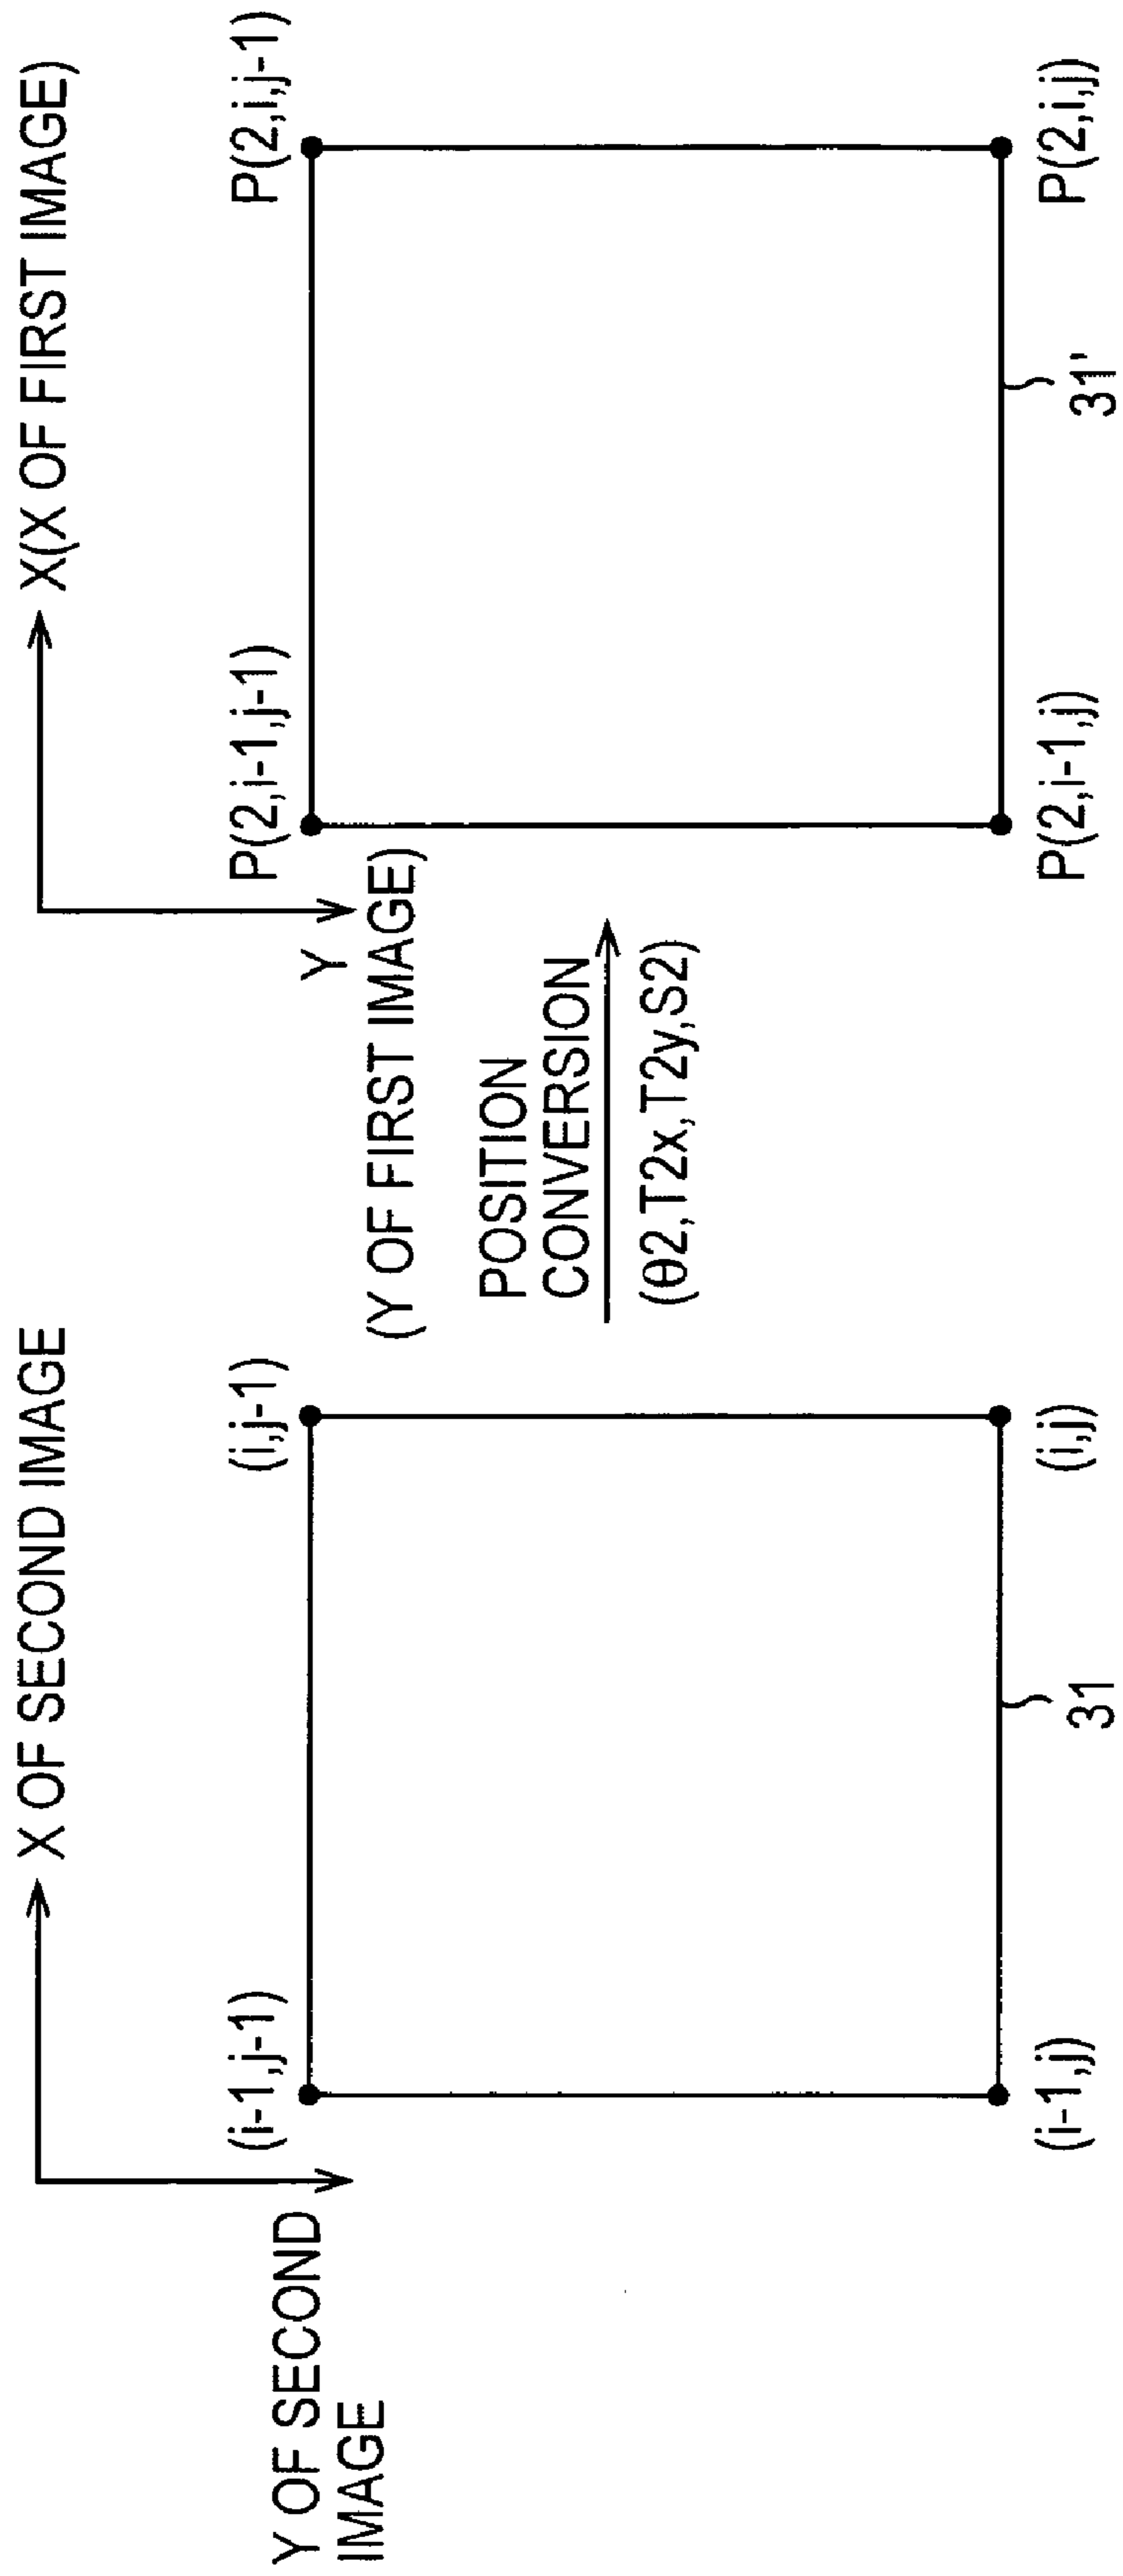 X OF SECOND IMAGE
Y OF SECOND
IMAGE
(i-1,j-1)
(i,j-1)
(i-1,j)
(i,j)
31
POSITION
CONVERSION
(θ2,T2x,T2y,S2)
X(X OF FIRST IMAGE)
Y
(Y OF FIRST IMAGE)
P(2,i-1,j-1)
P(2,i,j-1)
P(2,i-1,j)
P(2,i,j)
31'